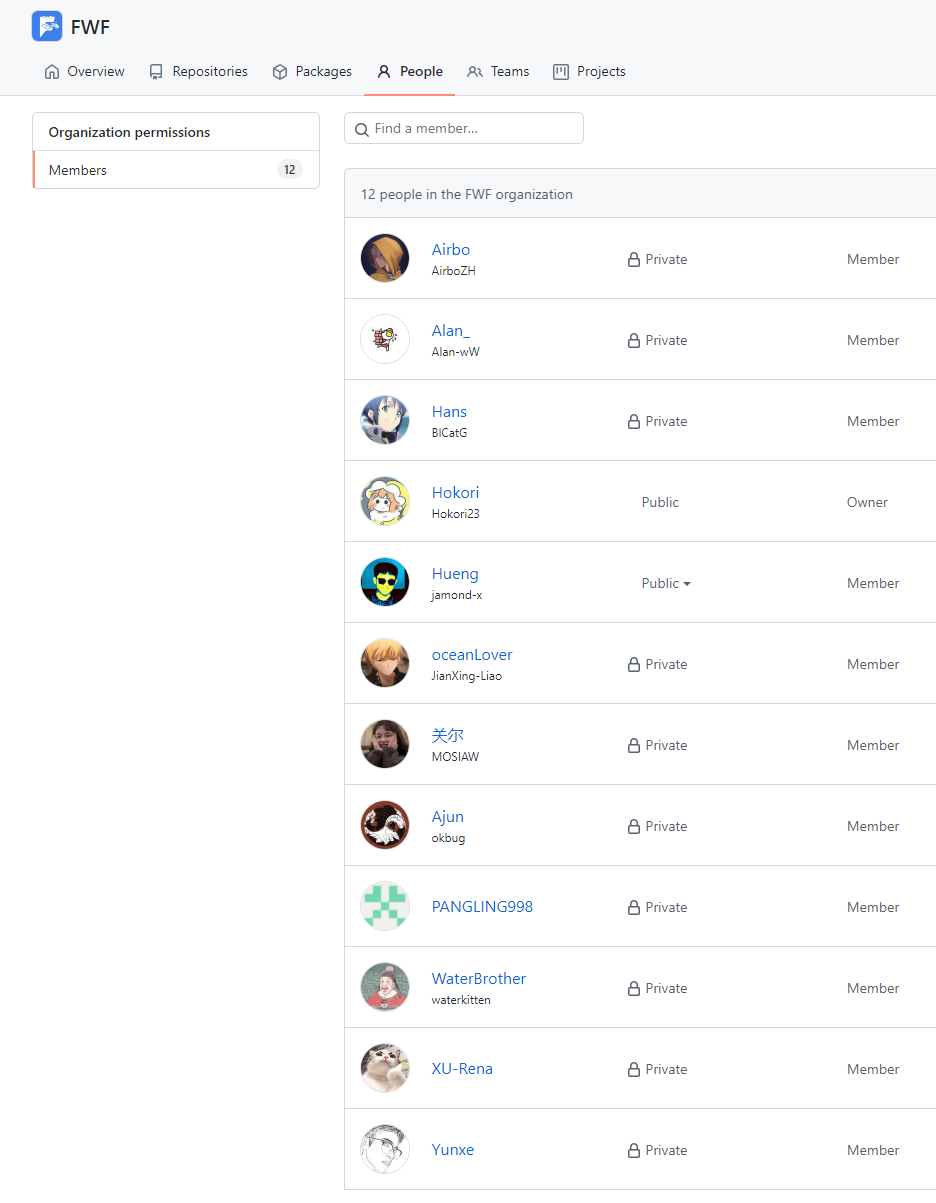 FWF
Overview Repositories Packages People Teams Projects
Organization permissions
Members 12
Find a member...
12 people in the FWF organization
Airbo
AirboZH
Private Member
Alan_
Alan-wW
Private Member
Hans
BlCatG
Private Member
Hokori
Hokori23
Public Owner
Hueng
jamond-x
Public Member
oceanLover
JianXing-Liao
Private Member
关尔
MOSIAW
Private Member
Ajun
okbug
Private Member
PANGLING998
Private Member
WaterBrother
waterkitten
Private Member
XU-Rena
Private Member
Yunxe
Private Member